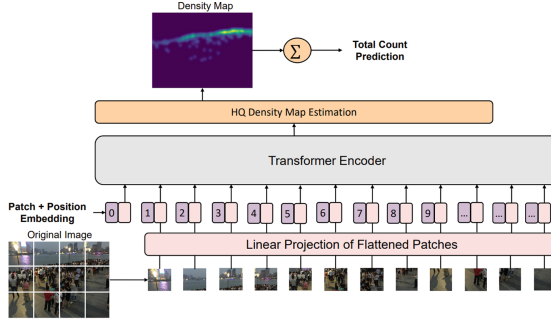 Density Map
Σ
Total Count
Prediction
HQ Density Map Estimation
Transformer Encoder
Patch + Position
Embedding
0 1 2 3 4 5 6 7 8 9 ... ... ...
Original Image
Linear Projection of Flattened Patches